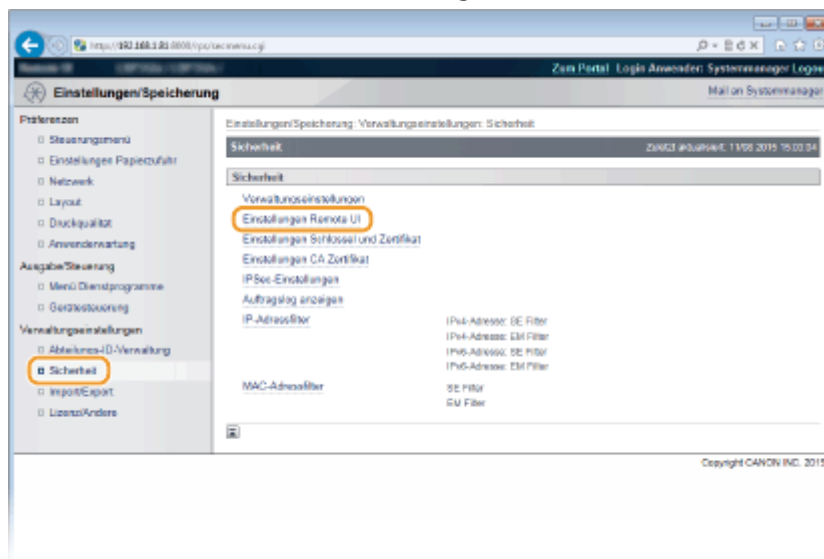 Zum Portal Login Anwender: Systemmanager Logout
Einstellungen/Speicherung
Mail an Systemmanager
Präferenzen
Steuerungsmenü
Einstellungen Papierzufuhr
Netzwerk
Layout
Druckqualität
Anwenderwartung
Ausgabe/Steuerung
Menü Dienstprogramme
Gerätesteuerung
Verwaltungseinstellungen
Abteilungs-ID-Verwaltung
Sicherheit
Import/Export
Lizenz/Andere
Einstellungen/Speicherung: Verwaltungseinstellungen: Sicherheit
Sicherheit
Zuletzt aktualisiert: 11/08 2015 15:03:04
Sicherheit
Verwaltungseinstellungen
Einstellungen Remote UI
Einstellungen Schlüssel und Zertifikat
Einstellungen CA Zertifikat
IPSec-Einstellungen
Auftragslog anzeigen
IP-Adressfilter
IPv4-Adresse: SE Filter
IPv4-Adresse: EM Filter
IPv6-Adresse: SE Filter
IPv6-Adresse: EM Filter
MAC-Adressfilter
SE Filter
EM Filter
Copyright CANON INC. 2015